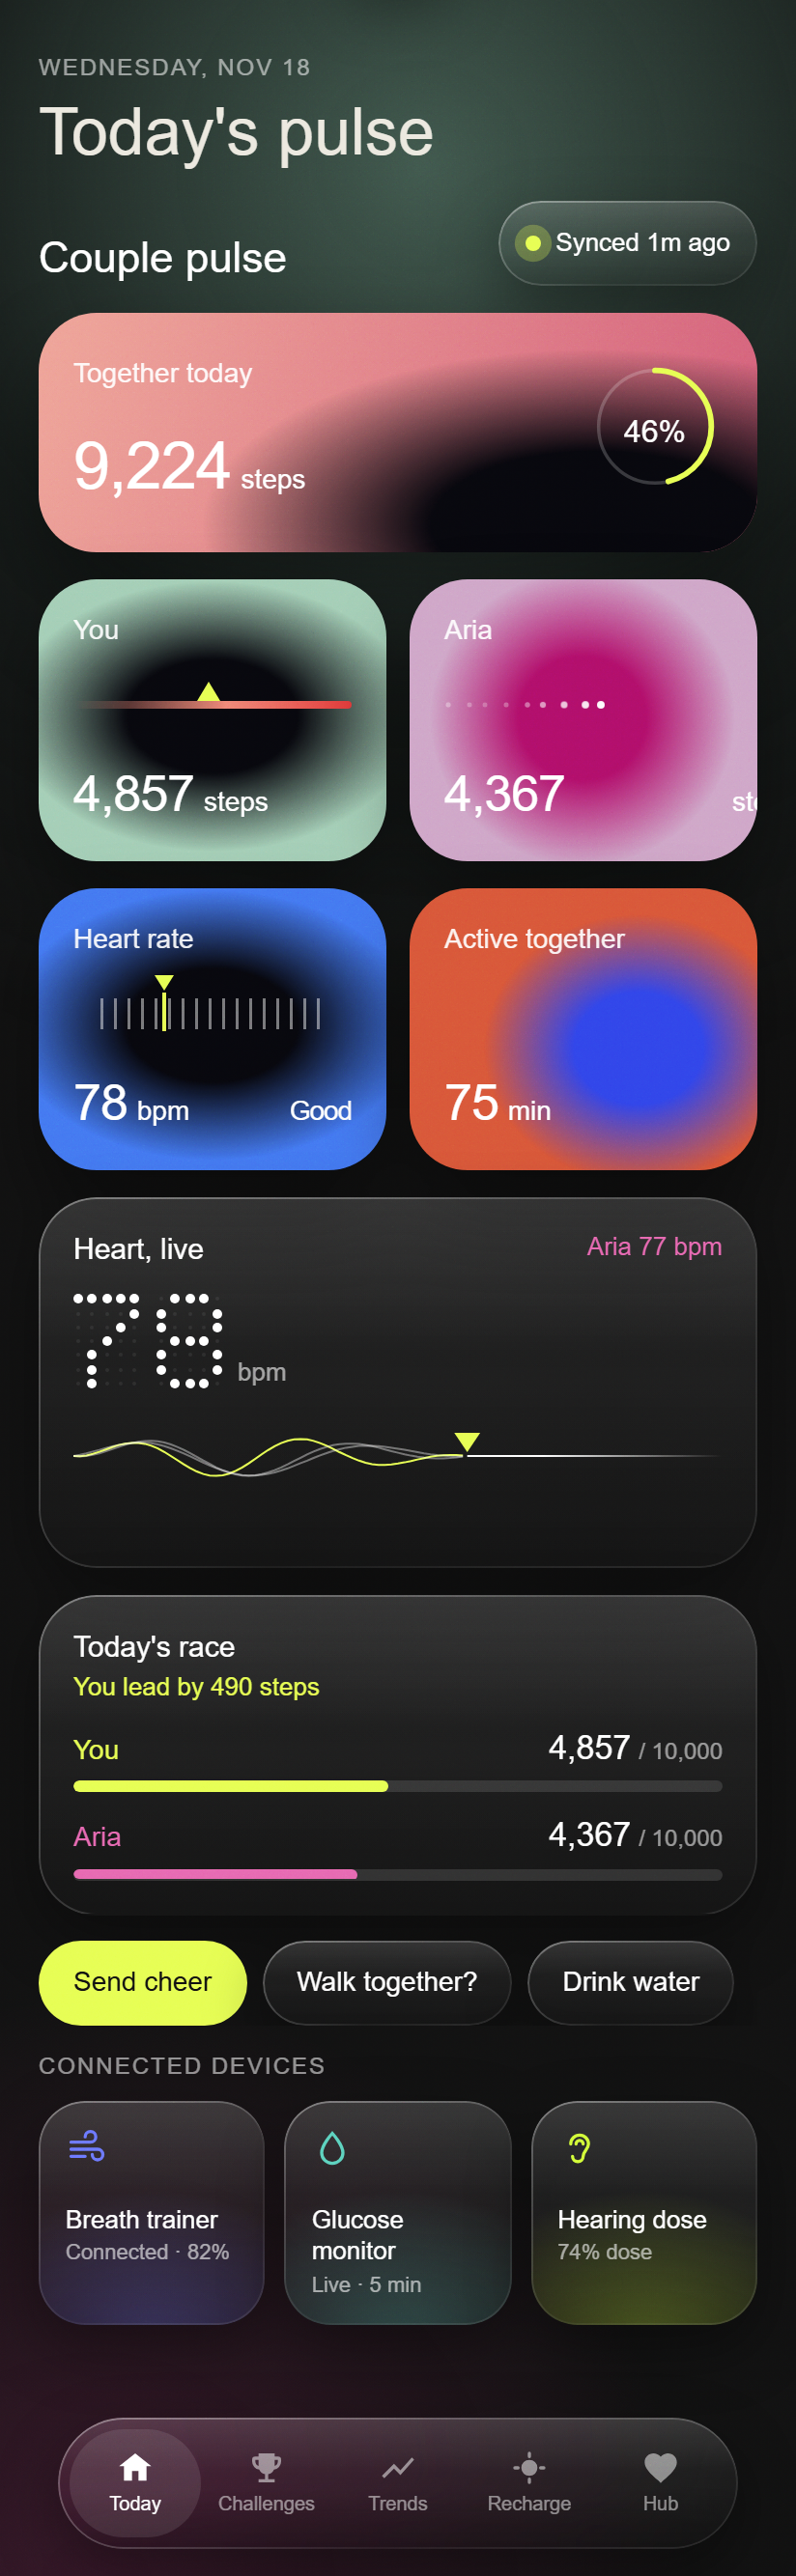 WEDNESDAY, NOV 18
Today's pulse
Couple pulse
Synced 1m ago
Together today
9,224 steps
46%
You
4,857 steps
Aria
4,367
Heart rate
78 bpm
Good
Active together
75 min
Heart, live
Aria 77 bpm
78 bpm
Today's race
You lead by 490 steps
You
4,857 / 10,000
Aria
4,367 / 10,000
Send cheer
Walk together?
Drink water
CONNECTED DEVICES
Breath trainer
Connected · 82%
Glucose
monitor
Live · 5 min
Hearing dose
74% dose
Today
Challenges
Trends
Recharge
Hub